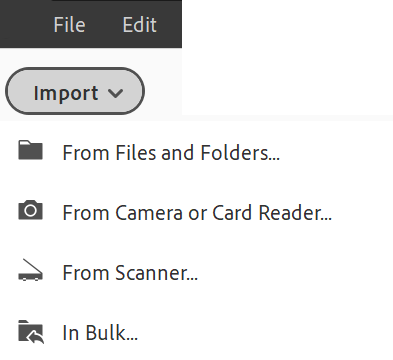 File Edit
Import
From Files and Folders...
From Camera or Card Reader...
From Scanner...
In Bulk...